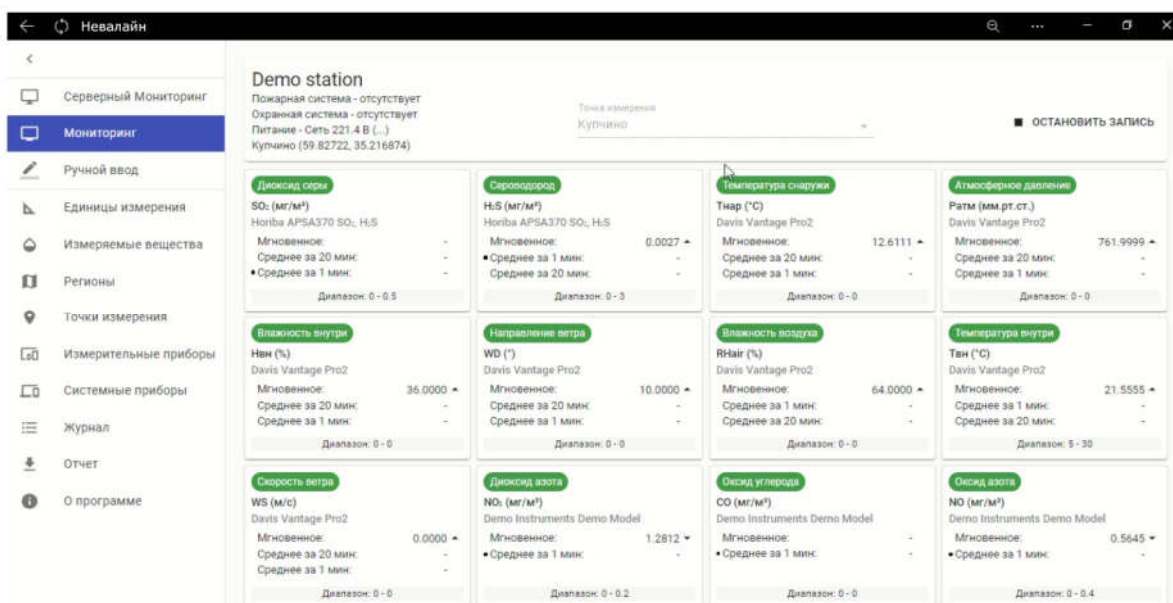 Невалайн
Серверный Мониторинг
Мониторинг
Ручной ввод
Единицы измерения
Измеряемые вещества
Регионы
Точки измерения
Измерительные приборы
Системные приборы
Журнал
Отчет
О программе
Demo station
Пожарная система - отсутствует
Охранная система - отсутствует
Питание - Сеть 221.4 В (...)
Купчино (59.82722, 35.216874)
Точка измерения
Купчино
ОСТАНОВИТЬ ЗАПИСЬ
Диоксид серы
SO₂ (мг/м³)
Horiba APSA370 SO₂, H₂S
Мгновенное: -
Среднее за 20 мин: -
Среднее за 1 мин: -
Диапазон: 0 - 0.5
Сероводород
H₂S (мг/м³)
Horiba APSA370 SO₂, H₂S
Мгновенное: 0.0027
Среднее за 1 мин: -
Среднее за 20 мин: -
Диапазон: 0 - 3
Температура снаружи
Тнар (°C)
Davis Vantage Pro2
Мгновенное: 12.6111
Среднее за 20 мин: -
Среднее за 1 мин: -
Диапазон: 0 - 0
Атмосферное давление
Ратм (мм.рт.ст.)
Davis Vantage Pro2
Мгновенное: 761.9999
Среднее за 20 мин: -
Среднее за 1 мин: -
Диапазон: 0 - 0
Влажность внутри
Нвн (%)
Davis Vantage Pro2
Мгновенное: 36.0000
Среднее за 20 мин: -
Среднее за 1 мин: -
Диапазон: 0 - 0
Направление ветра
WD (°)
Davis Vantage Pro2
Мгновенное: 10.0000
Среднее за 20 мин: -
Среднее за 1 мин: -
Диапазон: 0 - 0
Влажность воздуха
RHair (%)
Davis Vantage Pro2
Мгновенное: 64.0000
Среднее за 1 мин: -
Среднее за 20 мин: -
Диапазон: 0 - 0
Температура внутри
Твн (°C)
Davis Vantage Pro2
Мгновенное: 21.5555
Среднее за 1 мин: -
Среднее за 20 мин: -
Диапазон: 5 - 30
Скорость ветра
WS (м/с)
Davis Vantage Pro2
Мгновенное: 0.0000
Среднее за 20 мин: -
Среднее за 1 мин: -
Диапазон: 0 - 0
Диоксид азота
NO₂ (мг/м³)
Demo Instruments Demo Model
Мгновенное: 1.2812
Среднее за 1 мин: -
Диапазон: 0 - 0.2
Оксид углерода
CO (мг/м³)
Demo Instruments Demo Model
Мгновенное: -
Среднее за 1 мин: -
Диапазон: 0 - 0
Оксид азота
NO (мг/м³)
Demo Instruments Demo Model
Мгновенное: 0.5645
Среднее за 1 мин: -
Диапазон: 0 - 0.4